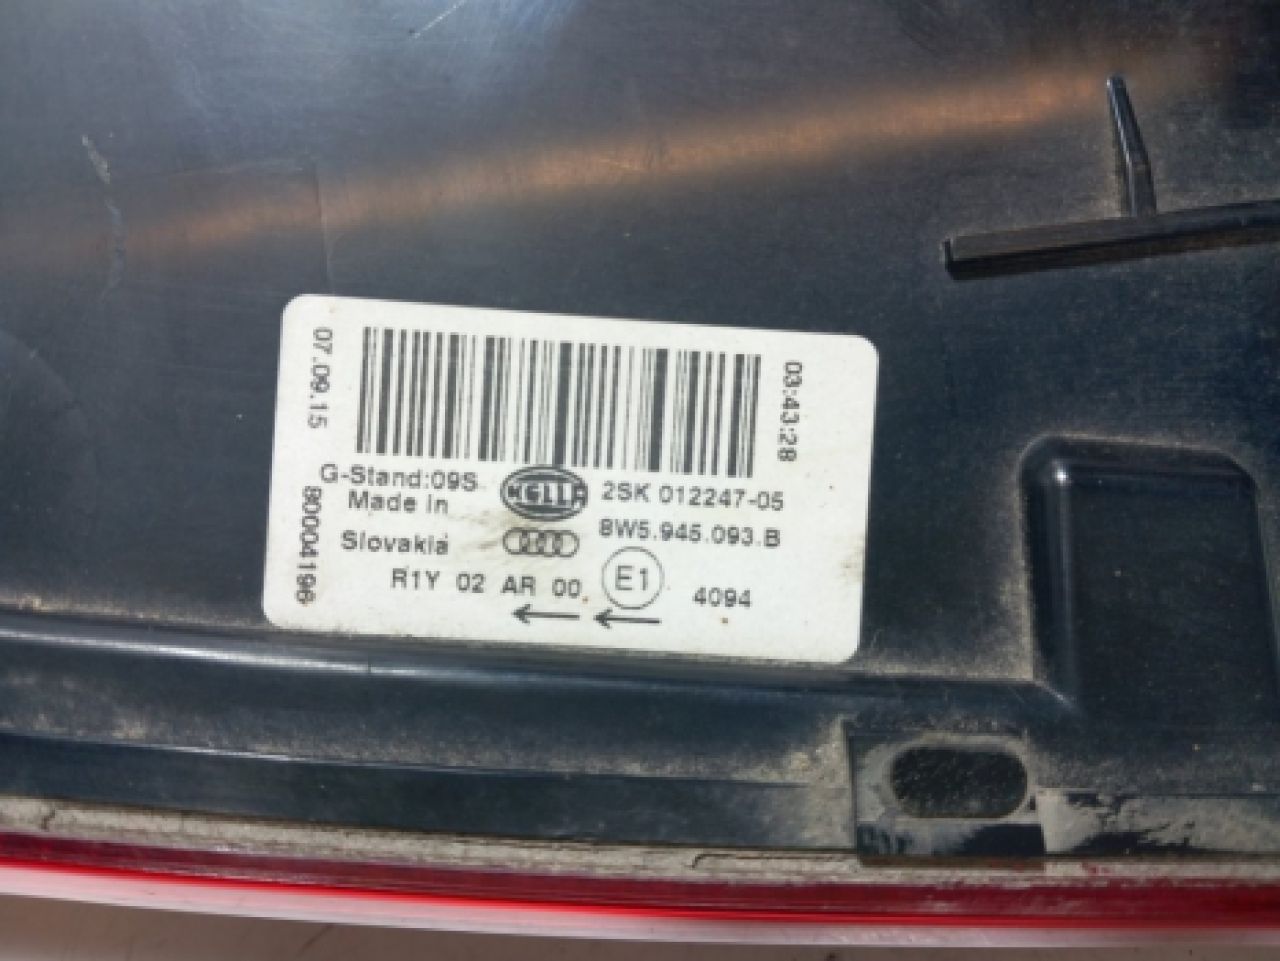 07.09.15
03:43:28
G-Stand:09S
HELLA
2SK 012247-05
Made in
8W5.945.093.B
Slovakia
80004196
R1Y 02 AR 00
E1
4094